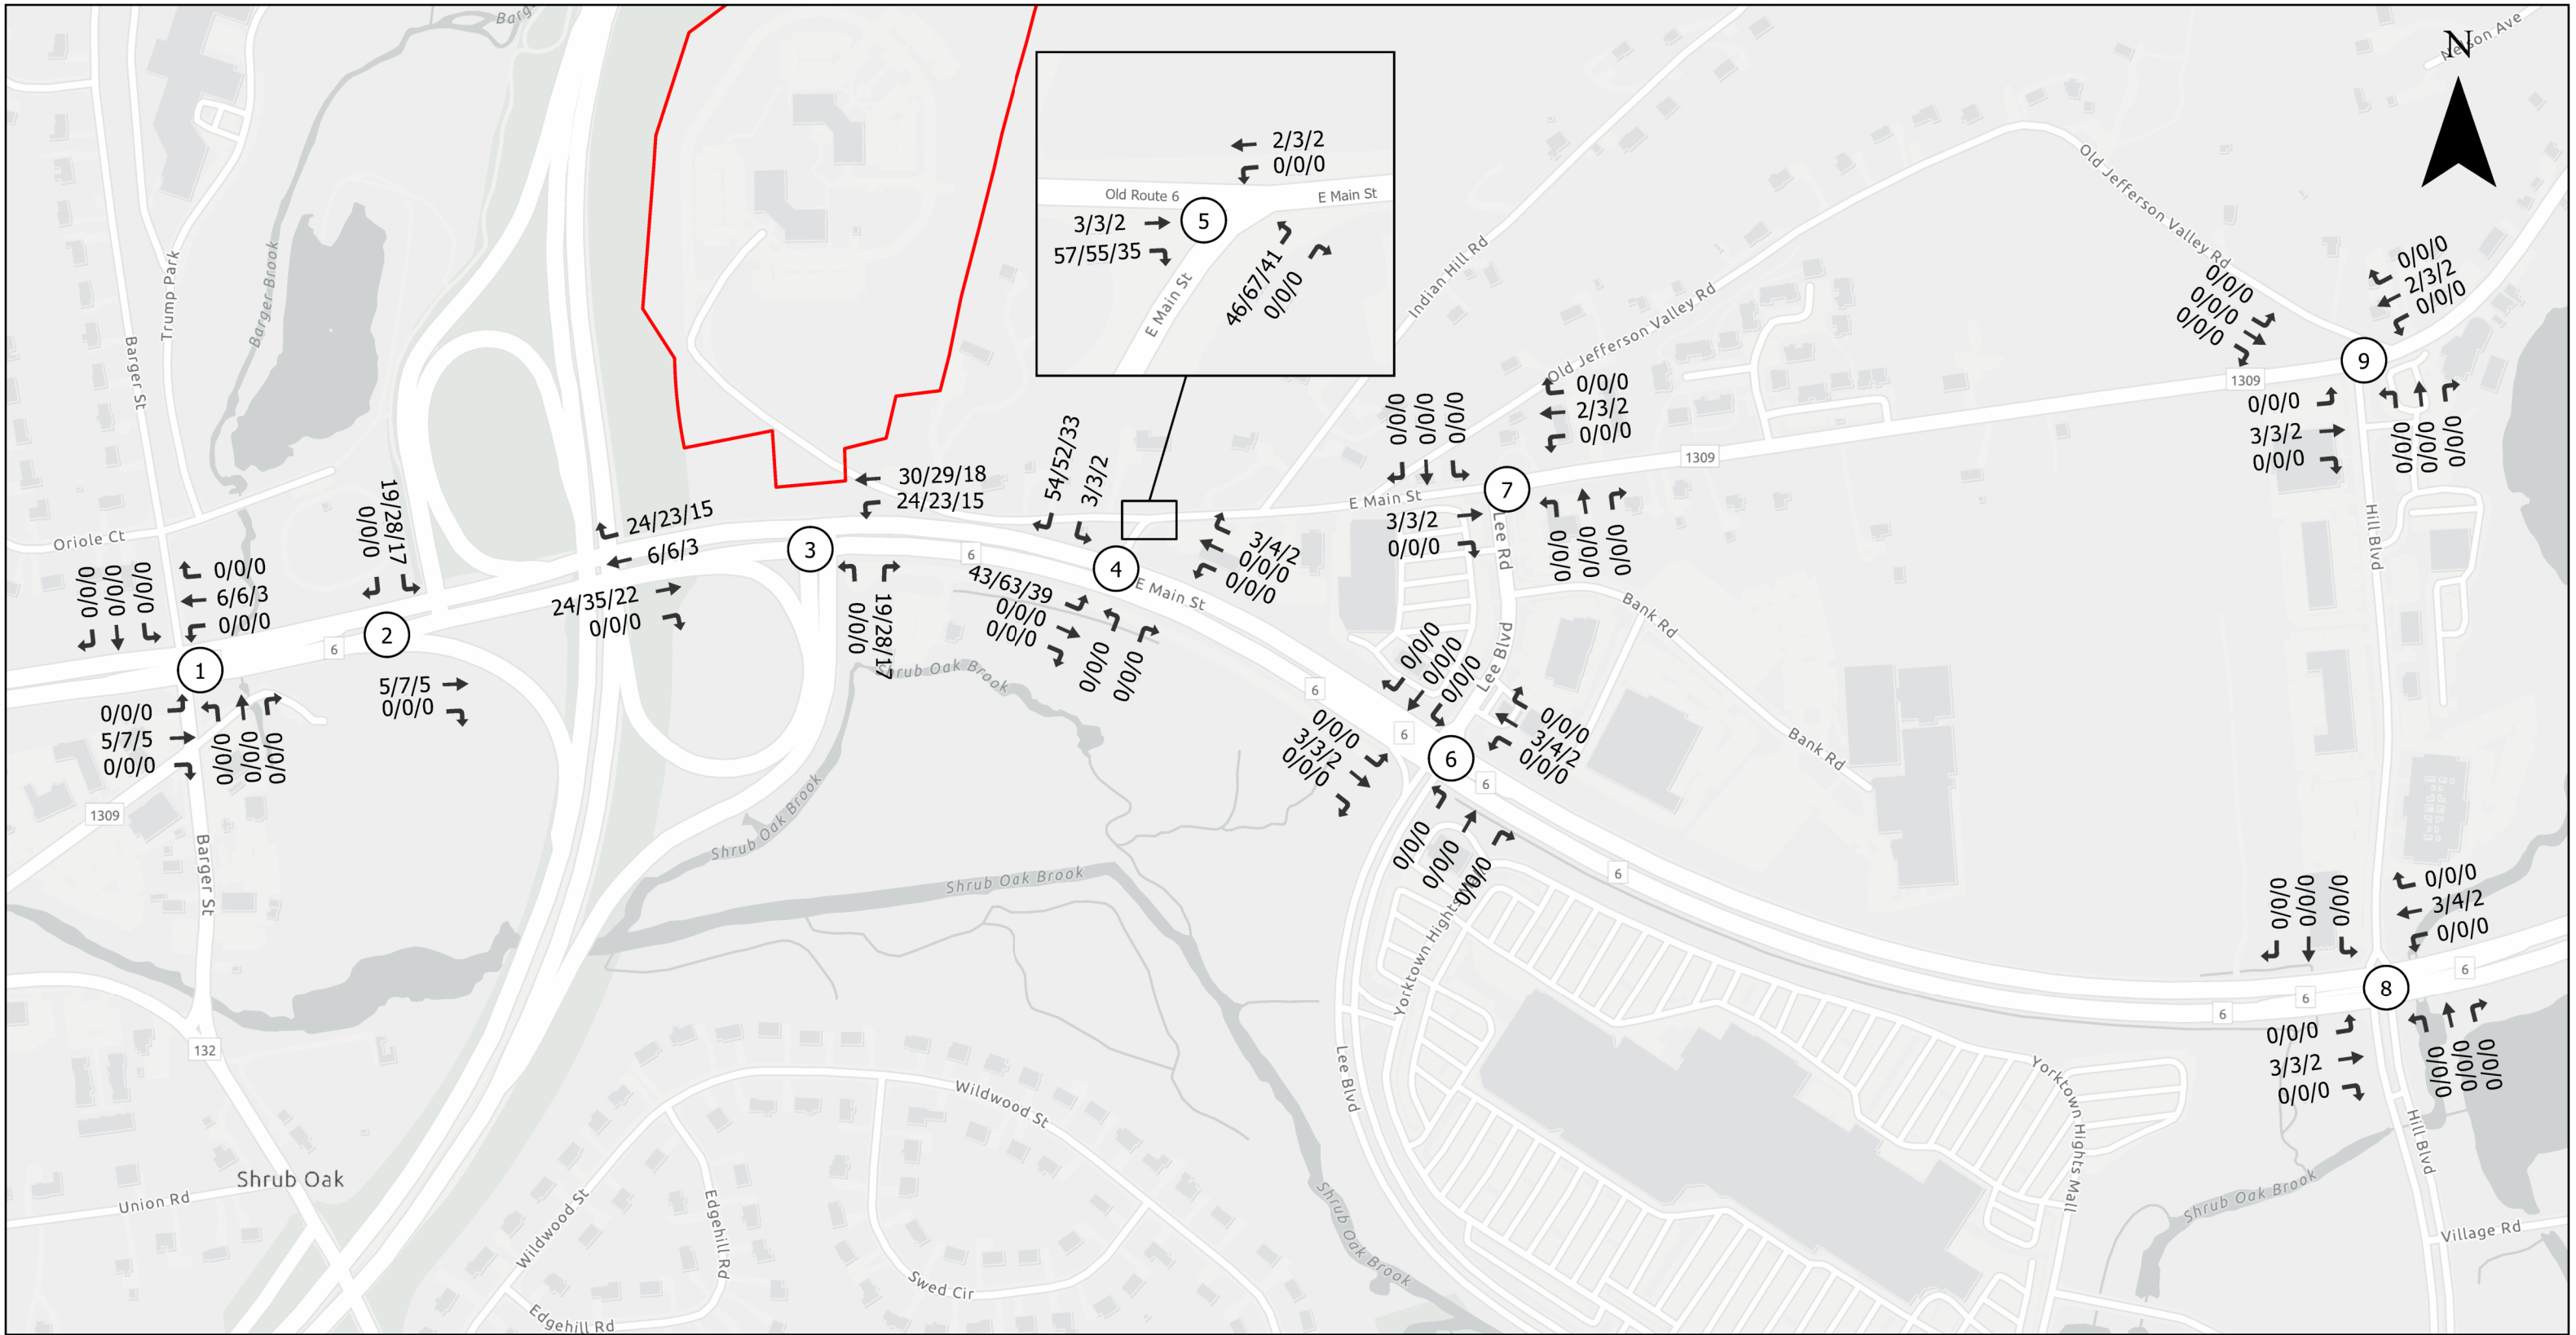 N
Nelson Ave
Barg
2/3/2
0/0/0
Old Route 6
E Main St
3/3/2
5
57/55/35
46/67/41
0/0/0
E Main St
Trump Park
Barger Brook
Barger St
Indian Hill Rd
Old Jefferson Valley Rd
Old Jefferson Valley Rd
0/0/0
0/0/0
0/0/0
0/0/0
2/3/2
0/0/0
9
1309
0/0/0
3/3/2
0/0/0
0/0/0
0/0/0
0/0/0
0/0/0
0/0/0
0/0/0
0/0/0
2/3/2
0/0/0
1309
7
E Main St
3/3/2
0/0/0
0/0/0
0/0/0
0/0/0
Lee Rd
54/52/33
3/3/2
30/29/18
24/23/15
3
0/0/0
19/28/17
6
4
E Main St
43/63/39
0/0/0
0/0/0
0/0/0
0/0/0
3/4/2
0/0/0
0/0/0
24/23/15
6/6/3
24/35/22
0/0/0
0/0/0
19/28/17
2
6
5/7/5
0/0/0
Oriole Ct
0/0/0
0/0/0
0/0/0
0/0/0
6/6/3
0/0/0
1
0/0/0
5/7/5
0/0/0
0/0/0
0/0/0
0/0/0
1309
Barger St
Shrub Oak Brook
Shrub Oak Brook
Shrub Oak Brook
6
6
0/0/0
0/0/0
0/0/0
Lee Blvd
0/0/0
3/4/2
0/0/0
0/0/0
3/3/2
0/0/0
6
6
0/0/0
0/0/0
0/0/0
Bank Rd
Bank Rd
Hill Blvd
6
Yorktown Hights
0/0/0
0/0/0
0/0/0
0/0/0
3/4/2
0/0/0
6
8
6
6
0/0/0
3/3/2
0/0/0
0/0/0
0/0/0
0/0/0
Hill Blvd
132
Shrub Oak
Union Rd
Wildwood St
Wildwood St
Edgehill Rd
Edgehill Rd
Swed Cir
Lee Blvd
Shrub Oak Brook
Yorktown Hights Mall
Shrub Oak Brook
Village Rd